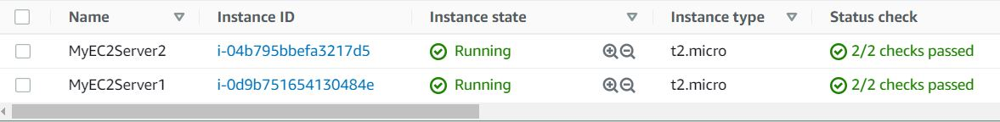 Name Instance ID Instance state Instance type Status check
MyEC2Server2 i-04b795bbefa3217d5 Running t2.micro 2/2 checks passed
MyEC2Server1 i-0d9b751654130484e Running t2.micro 2/2 checks passed